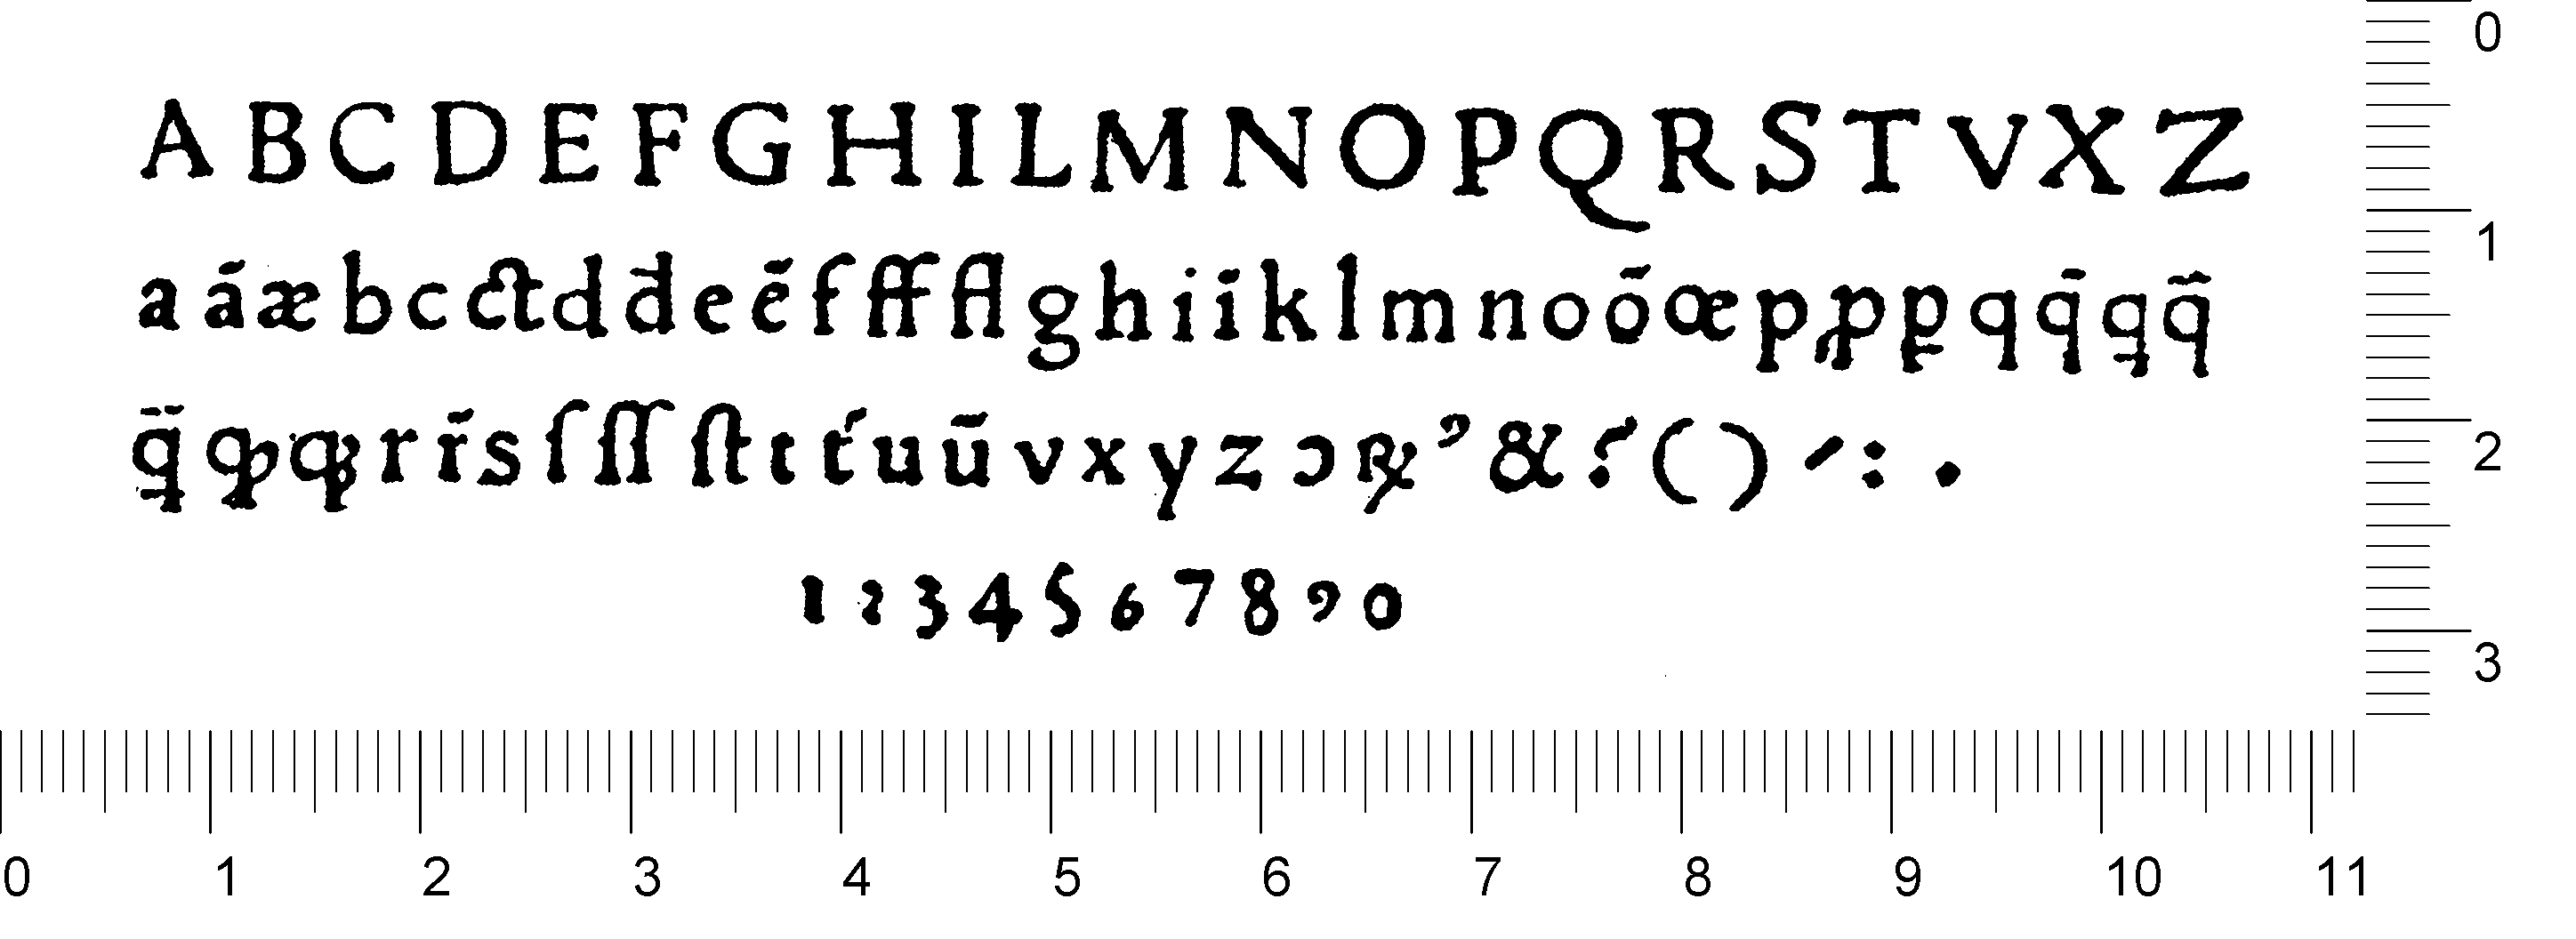 A B C D E F G H I L M N O P Q R S T V X Z
a ā æ b c ct d đ e ē f ff fl g h i ī k l m n o ō œ p ꝓ ꝑ q q̄ ꝗ q̃
ꝗ̈ ꝙ ꝗꝫ r r̄ s ſ ſſ ſt t t́ u ū v x y z ɔ ꝶ ꝰ & ؟ ( ) ⸍ : .
1 2 3 4 5 6 7 8 9 0
0
1
2
3
0 1 2 3 4 5 6 7 8 9 10 11